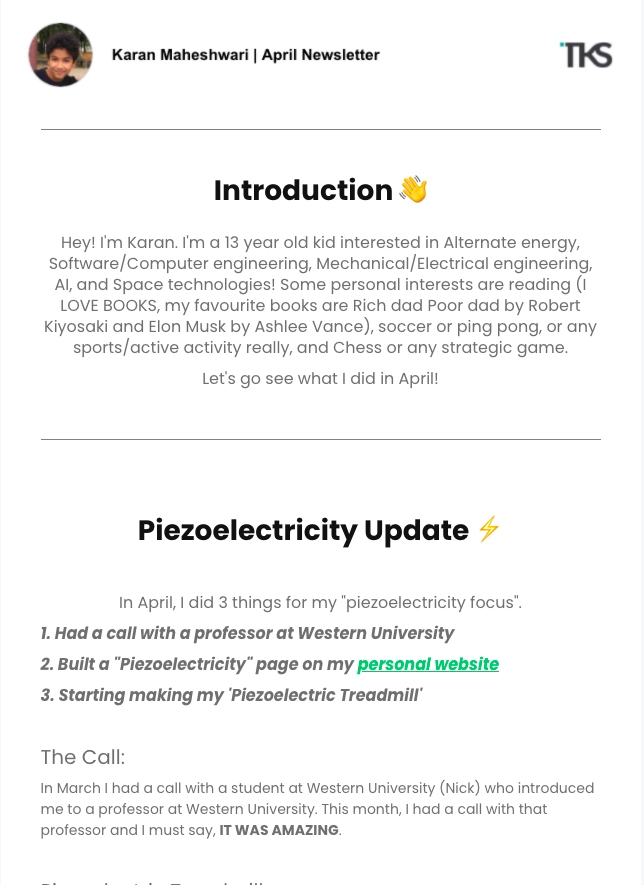 Karan Maheshwari | April Newsletter
TKS
Introduction 👋
Hey! I'm Karan. I'm a 13 year old kid interested in Alternate energy,
Software/Computer engineering, Mechanical/Electrical engineering,
AI, and Space technologies! Some personal interests are reading (I
LOVE BOOKS, my favourite books are Rich dad Poor dad by Robert
Kiyosaki and Elon Musk by Ashlee Vance), soccer or ping pong, or any
sports/active activity really, and Chess or any strategic game.
Let's go see what I did in April!
Piezoelectricity Update ⚡
In April, I did 3 things for my "piezoelectricity focus".
1. Had a call with a professor at Western University
2. Built a "Piezoelectricity" page on my personal website
3. Starting making my 'Piezoelectric Treadmill'
The Call:
In March I had a call with a student at Western University (Nick) who introduced
me to a professor at Western University. This month, I had a call with that
professor and I must say, IT WAS AMAZING.